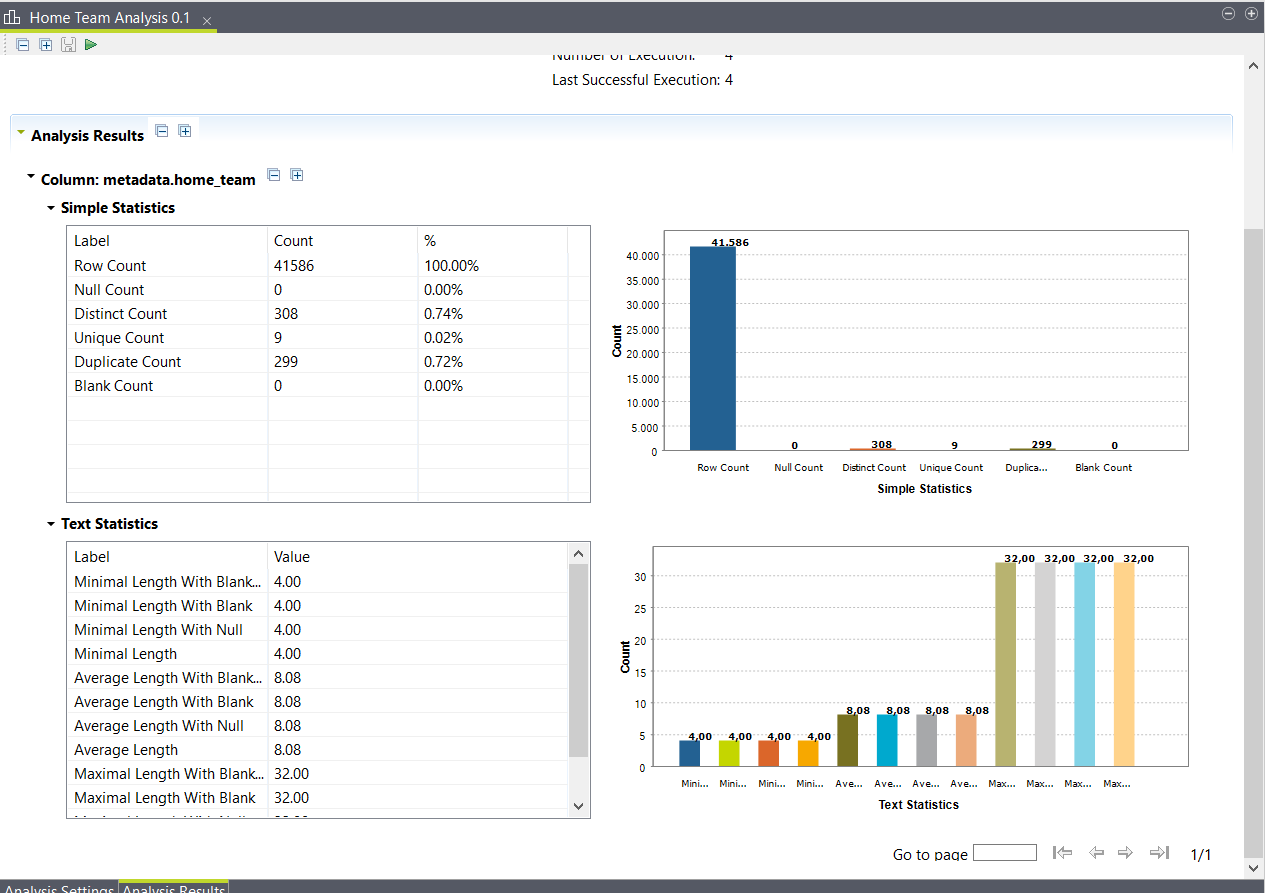 Home Team Analysis 0.1
Number of Execution: 4
Last Successful Execution: 4
Analysis Results
Column: metadata.home_team
Simple Statistics
Label Count %
Row Count 41586 100.00%
Null Count 0 0.00%
Distinct Count 308 0.74%
Unique Count 9 0.02%
Duplicate Count 299 0.72%
Blank Count 0 0.00%
41.586
40.000
35.000
30.000
25.000
20.000
15.000
10.000
5.000
0
Count
0 308 9 299 0
Row Count Null Count Distinct Count Unique Count Duplica... Blank Count
Simple Statistics
Text Statistics
Label Value
Minimal Length With Blank... 4.00
Minimal Length With Blank 4.00
Minimal Length With Null 4.00
Minimal Length 4.00
Average Length With Blank... 8.08
Average Length With Blank 8.08
Average Length With Null 8.08
Average Length 8.08
Maximal Length With Blank... 32.00
Maximal Length With Blank 32.00
32,00 32,00 32,00 32,00
30
25
20
15
10
5
0
Count
8,08 8,08 8,08 8,08
4,00 4,00 4,00 4,00
Mini... Mini... Mini... Mini... Ave... Ave... Ave... Ave... Max... Max... Max... Max...
Text Statistics
Go to page 1/1
Analysis Settings Analysis Results